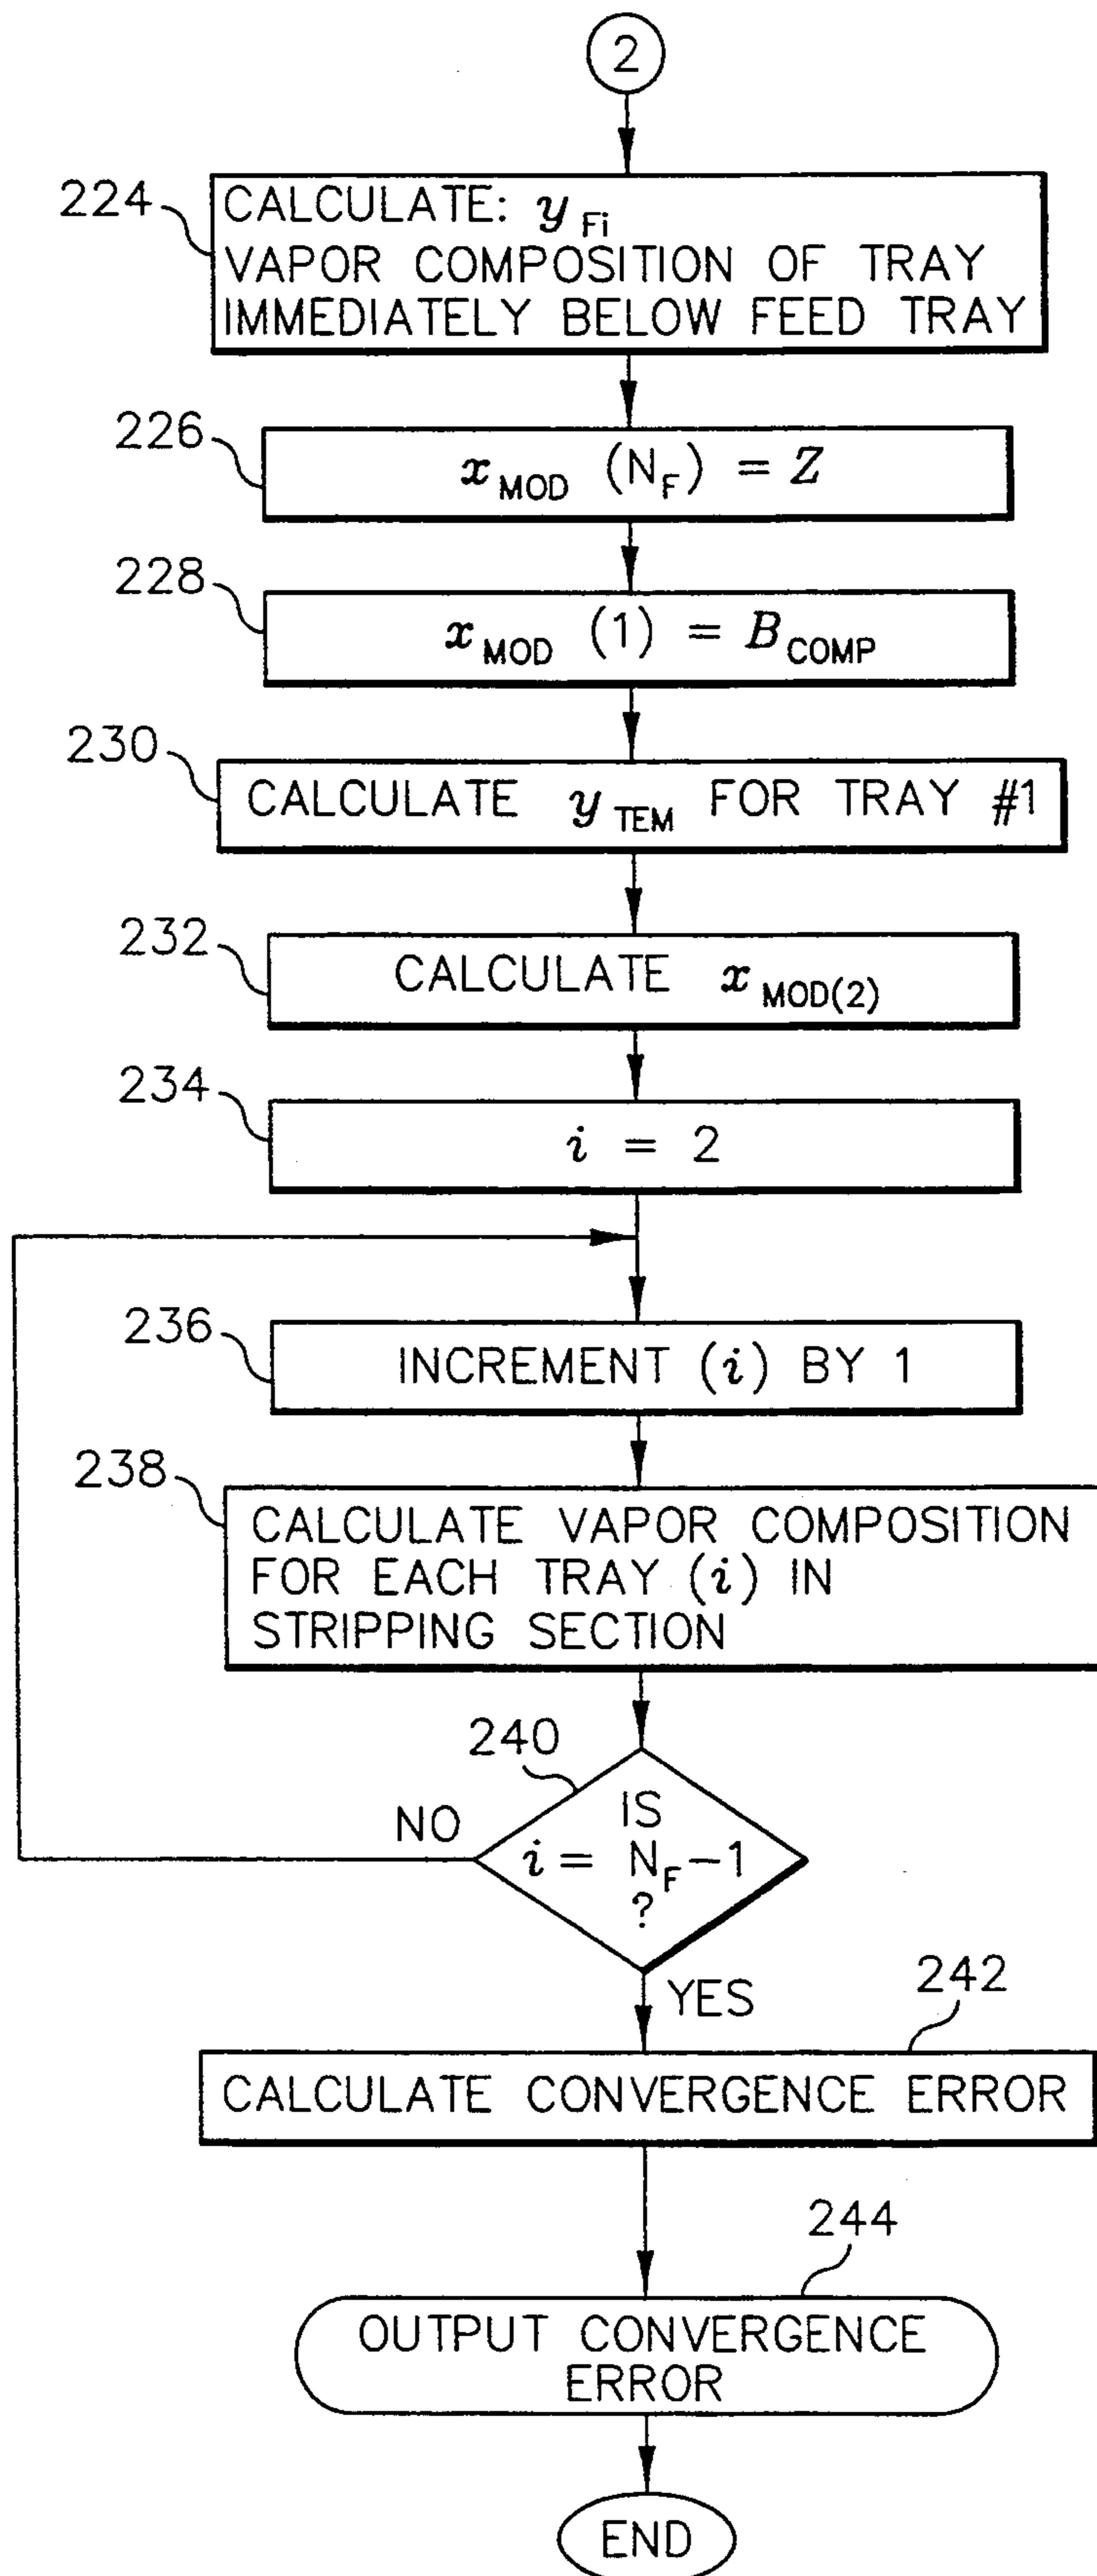 2
224
CALCULATE: y Fi
VAPOR COMPOSITION OF TRAY
IMMEDIATELY BELOW FEED TRAY
226
x MOD (N F) = Z
228
x MOD (1) = B COMP
230
CALCULATE y TEM FOR TRAY #1
232
CALCULATE x MOD(2)
234
i = 2
236
INCREMENT (i) BY 1
238
CALCULATE VAPOR COMPOSITION
FOR EACH TRAY (i) IN
STRIPPING SECTION
240
IS
NO
i = N F -1
?
YES
242
CALCULATE CONVERGENCE ERROR
244
OUTPUT CONVERGENCE
ERROR
END